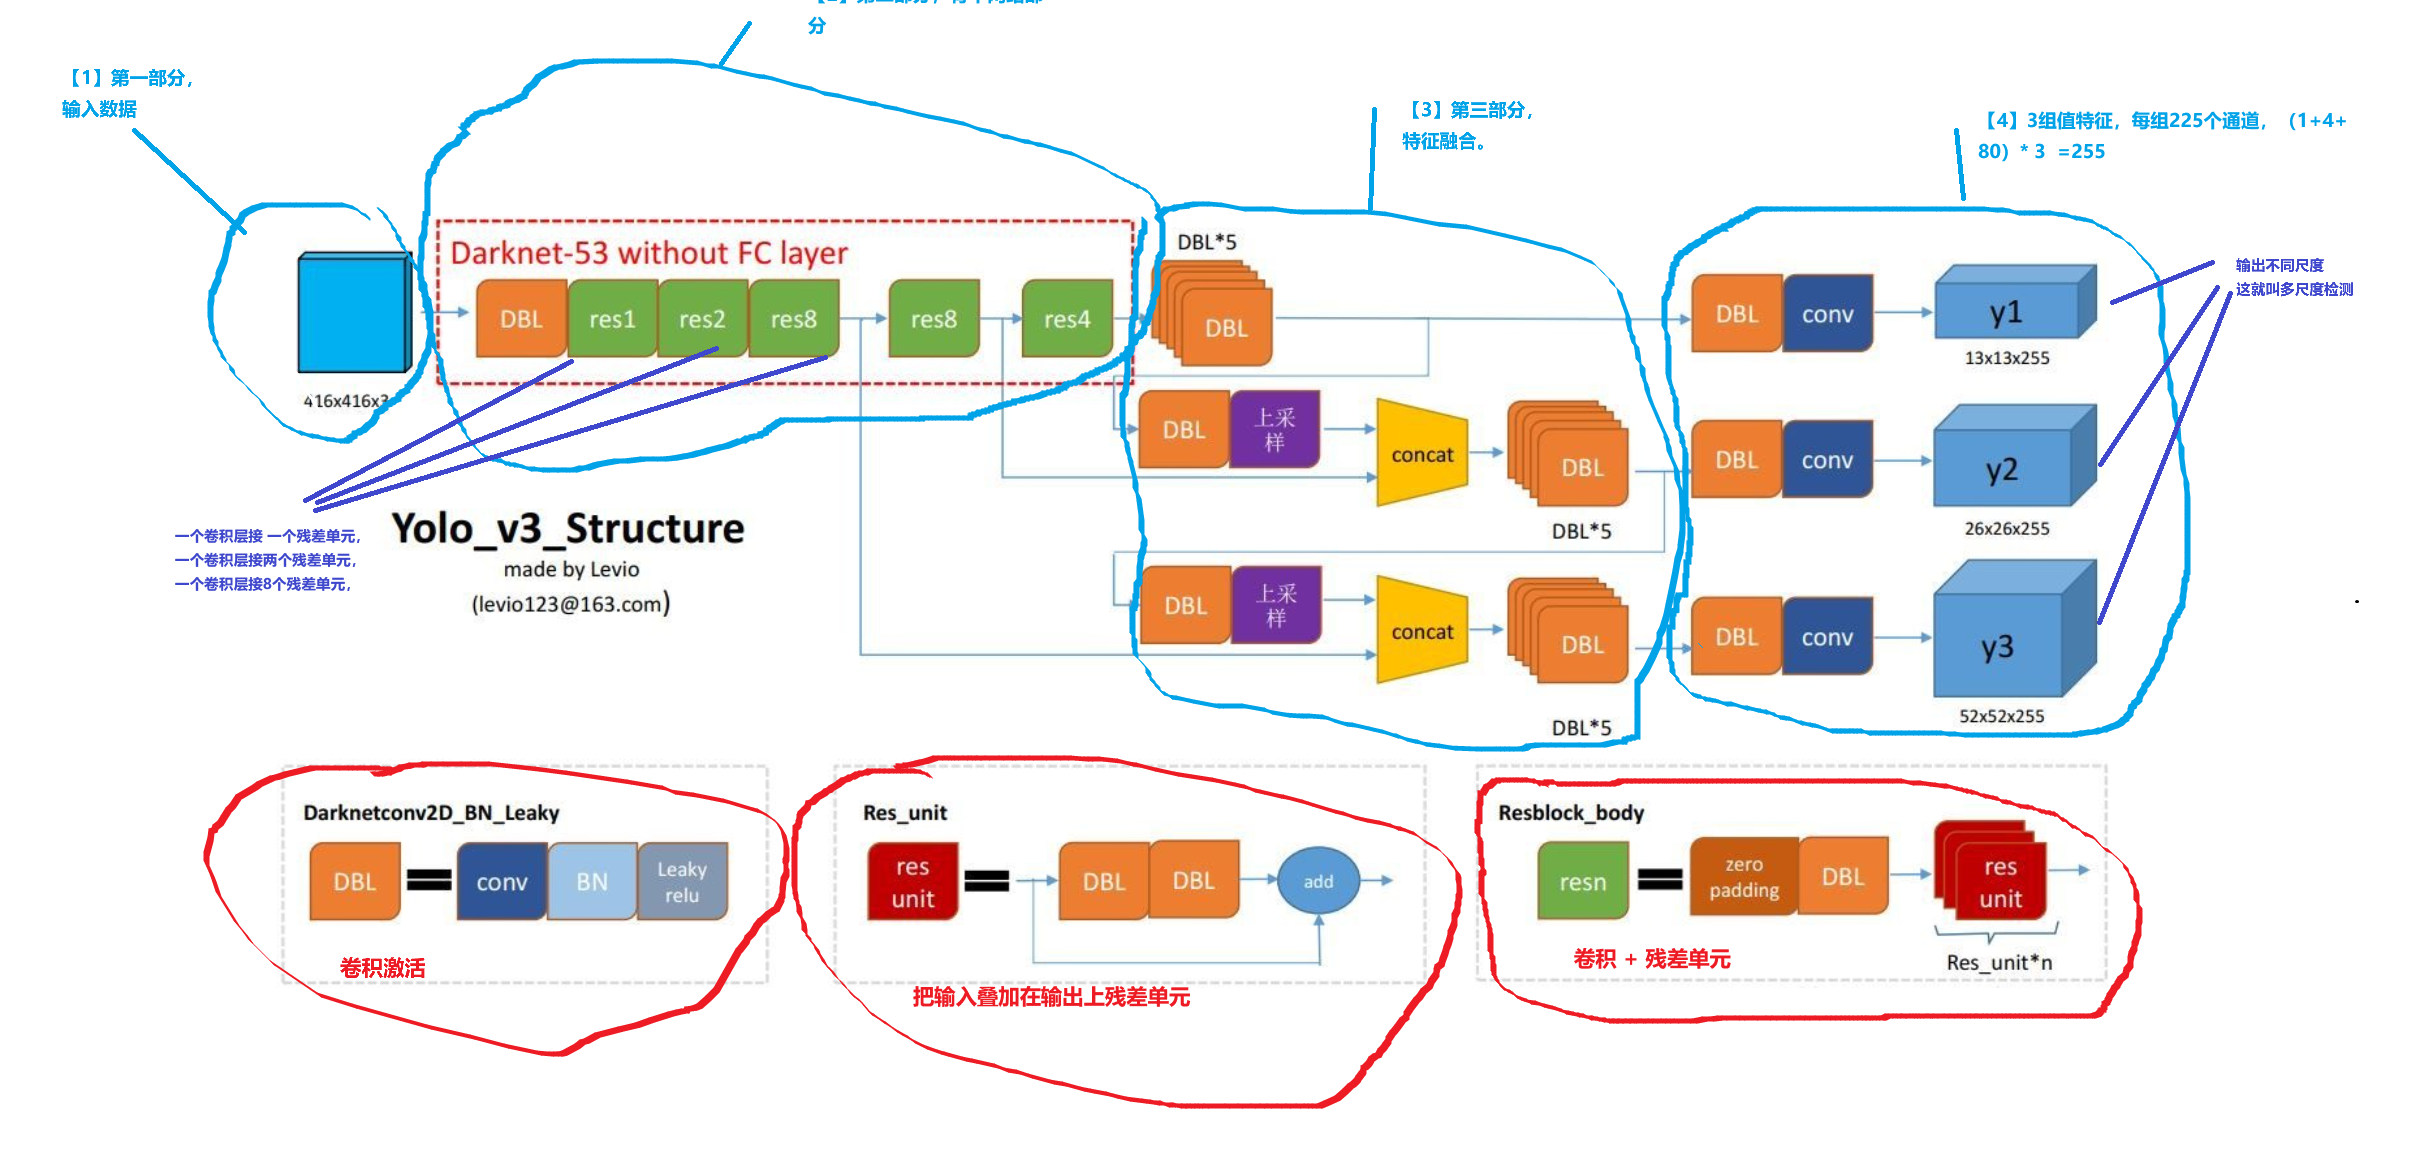 分
【1】第一部分，
输入数据
【3】第三部分，
特征融合。
【4】3组值特征，每组225个通道，（1+4+
80）* 3 =255
Darknet-53 without FC layer
DBL*5
输出不同尺度
这就叫多尺度检测
DBL
res1
res2
res8
res8
res4
DBL
DBL
conv
y1
13x13x255
416x416x3
DBL
上采
样
concat
DBL
DBL*5
DBL
conv
y2
26x26x255
一个卷积层接 一个残差单元，
一个卷积层接两个残差单元，
一个卷积层接8个残差单元，
Yolo_v3_Structure
made by Levio
(levio123@163.com)
DBL
上采
样
concat
DBL
DBL*5
DBL
conv
y3
52x52x255
Darknetconv2D_BN_Leaky
DBL
conv
BN
Leaky
relu
卷积激活
Res_unit
res
unit
DBL
DBL
add
把输入叠加在输出上残差单元
Resblock_body
resn
zero
padding
DBL
res
unit
Res_unit*n
卷积 + 残差单元